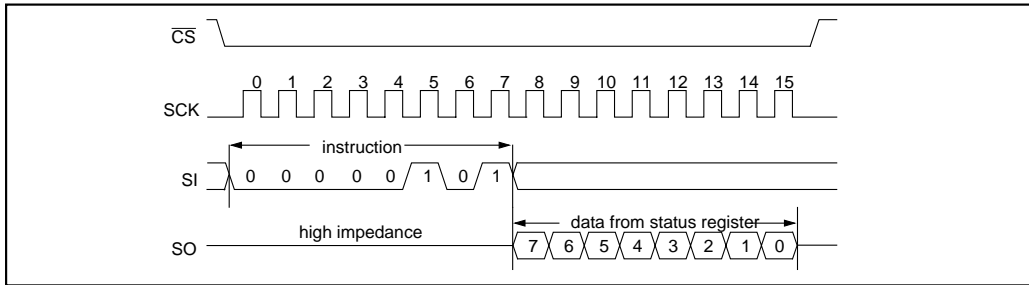 CS
0 1 2 3 4 5 6 7 8 9 10 11 12 13 14 15
SCK
instruction
SI 0 0 0 0 0 1 0 1
data from status register
high impedance
SO 7 6 5 4 3 2 1 0